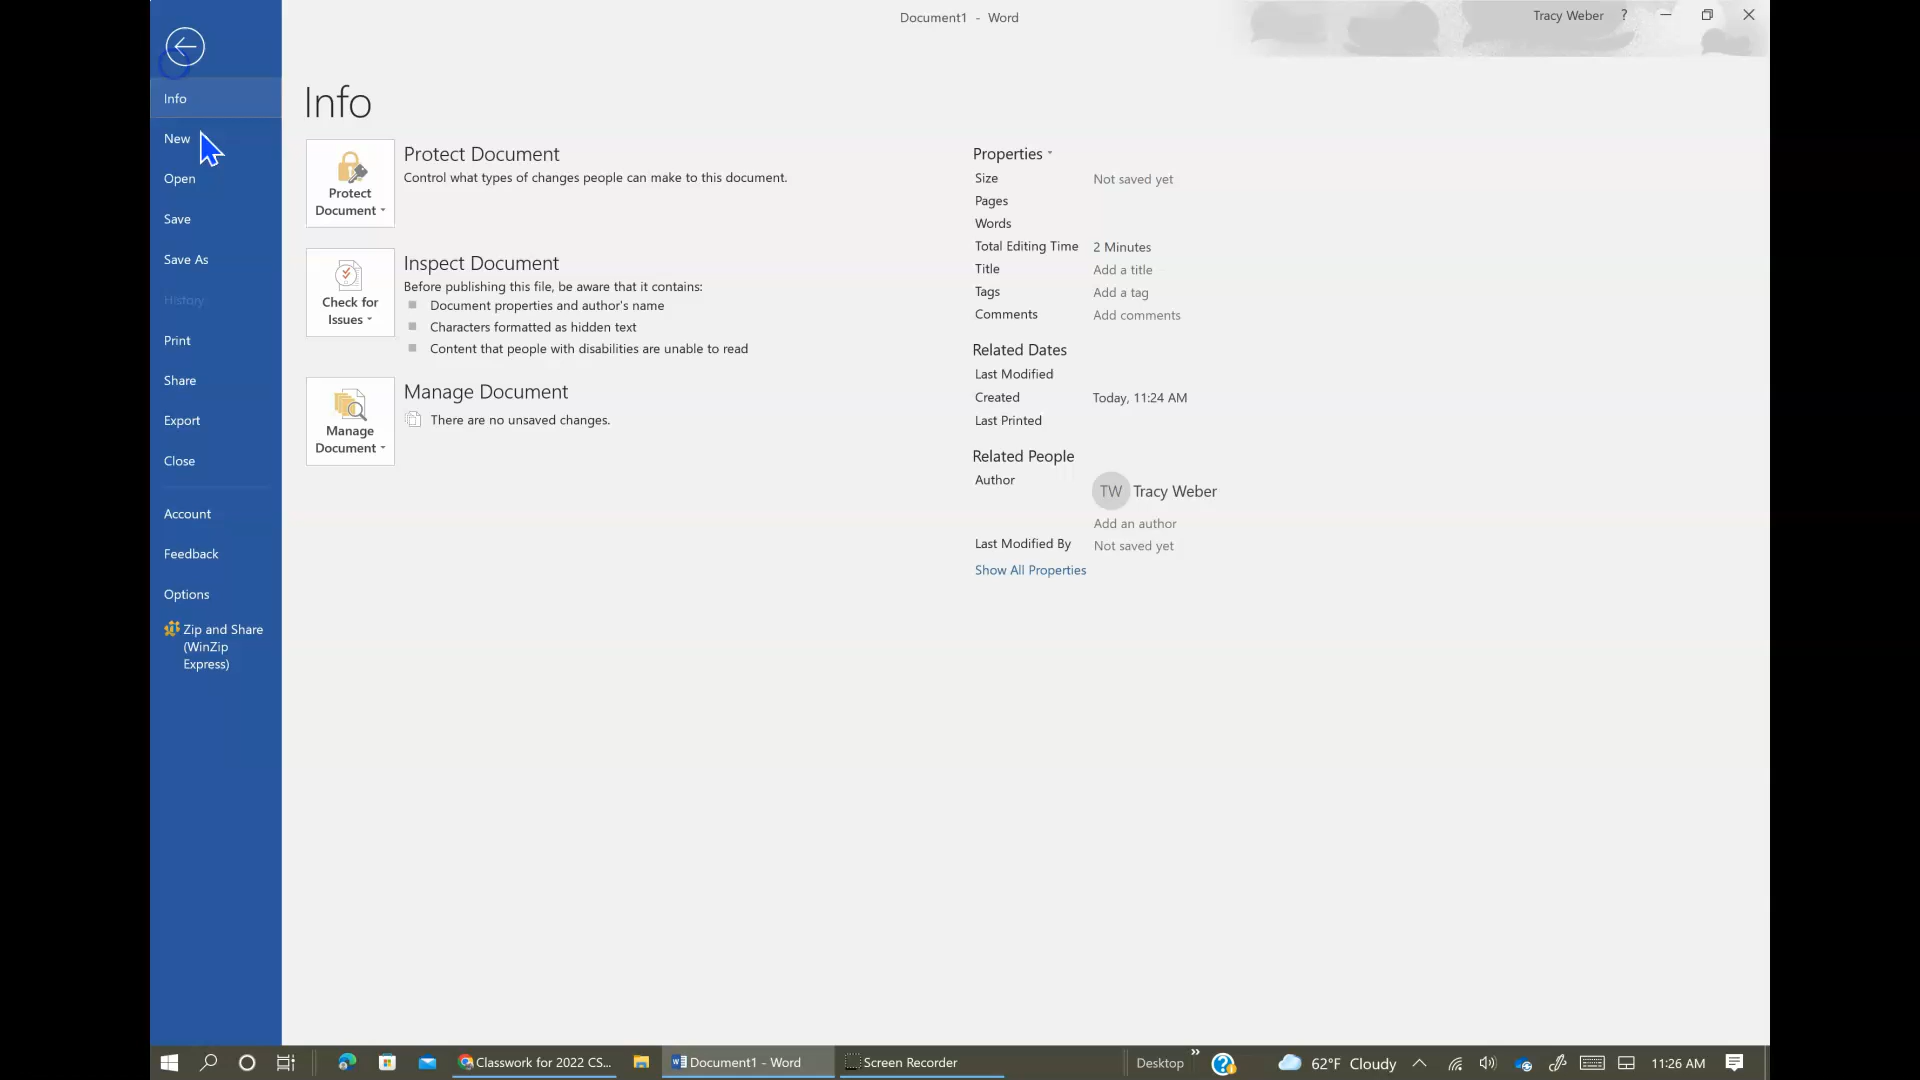 Document1 - Word
Tracy Weber ?
Info
New
Open
Save
Save As
History
Print
Share
Export
Close
Account
Feedback
Options
Zip and Share
(WinZip
Express)
Info
Protect
Document
Protect Document
Control what types of changes people can make to this document.
Check for
Issues
Inspect Document
Before publishing this file, be aware that it contains:
Document properties and author's name
Characters formatted as hidden text
Content that people with disabilities are unable to read
Manage
Document
Manage Document
There are no unsaved changes.
Properties
Size Not saved yet
Pages
Words
Total Editing Time 2 Minutes
Title Add a title
Tags Add a tag
Comments Add comments
Related Dates
Last Modified
Created Today, 11:24 AM
Last Printed
Related People
Author
TW Tracy Weber
Add an author
Last Modified By Not saved yet
Show All Properties
Classwork for 2022 CS...
Document1 - Word
Screen Recorder
Desktop
62°F Cloudy
11:26 AM